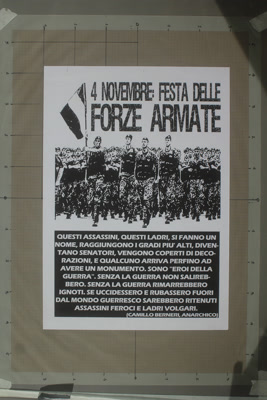 4 NOVEMBRE: FESTA DELLE
FORZE ARMATE
QUESTI ASSASSINI, QUESTI LADRI, SI FANNO UN
NOME, RAGGIUNGONO I GRADI PIU' ALTI, DIVEN-
TANO SENATORI, VENGONO COPERTI DI DECO-
RAZIONI, E QUALCUNO ARRIVA PERFINO AD
AVERE UN MONUMENTO. SONO "EROI DELLA
GUERRA". SENZA LA GUERRA NON SALIREB-
BERO. SENZA LA GUERRA RIMARREBBERO
IGNOTI. SE UCCIDESSERO E RUBASSERO FUORI
DAL MONDO GUERRESCO SAREBBERO RITENUTI
ASSASSINI FEROCI E LADRI VOLGARI.
(CAMILLO BERNERI, ANARCHICO)